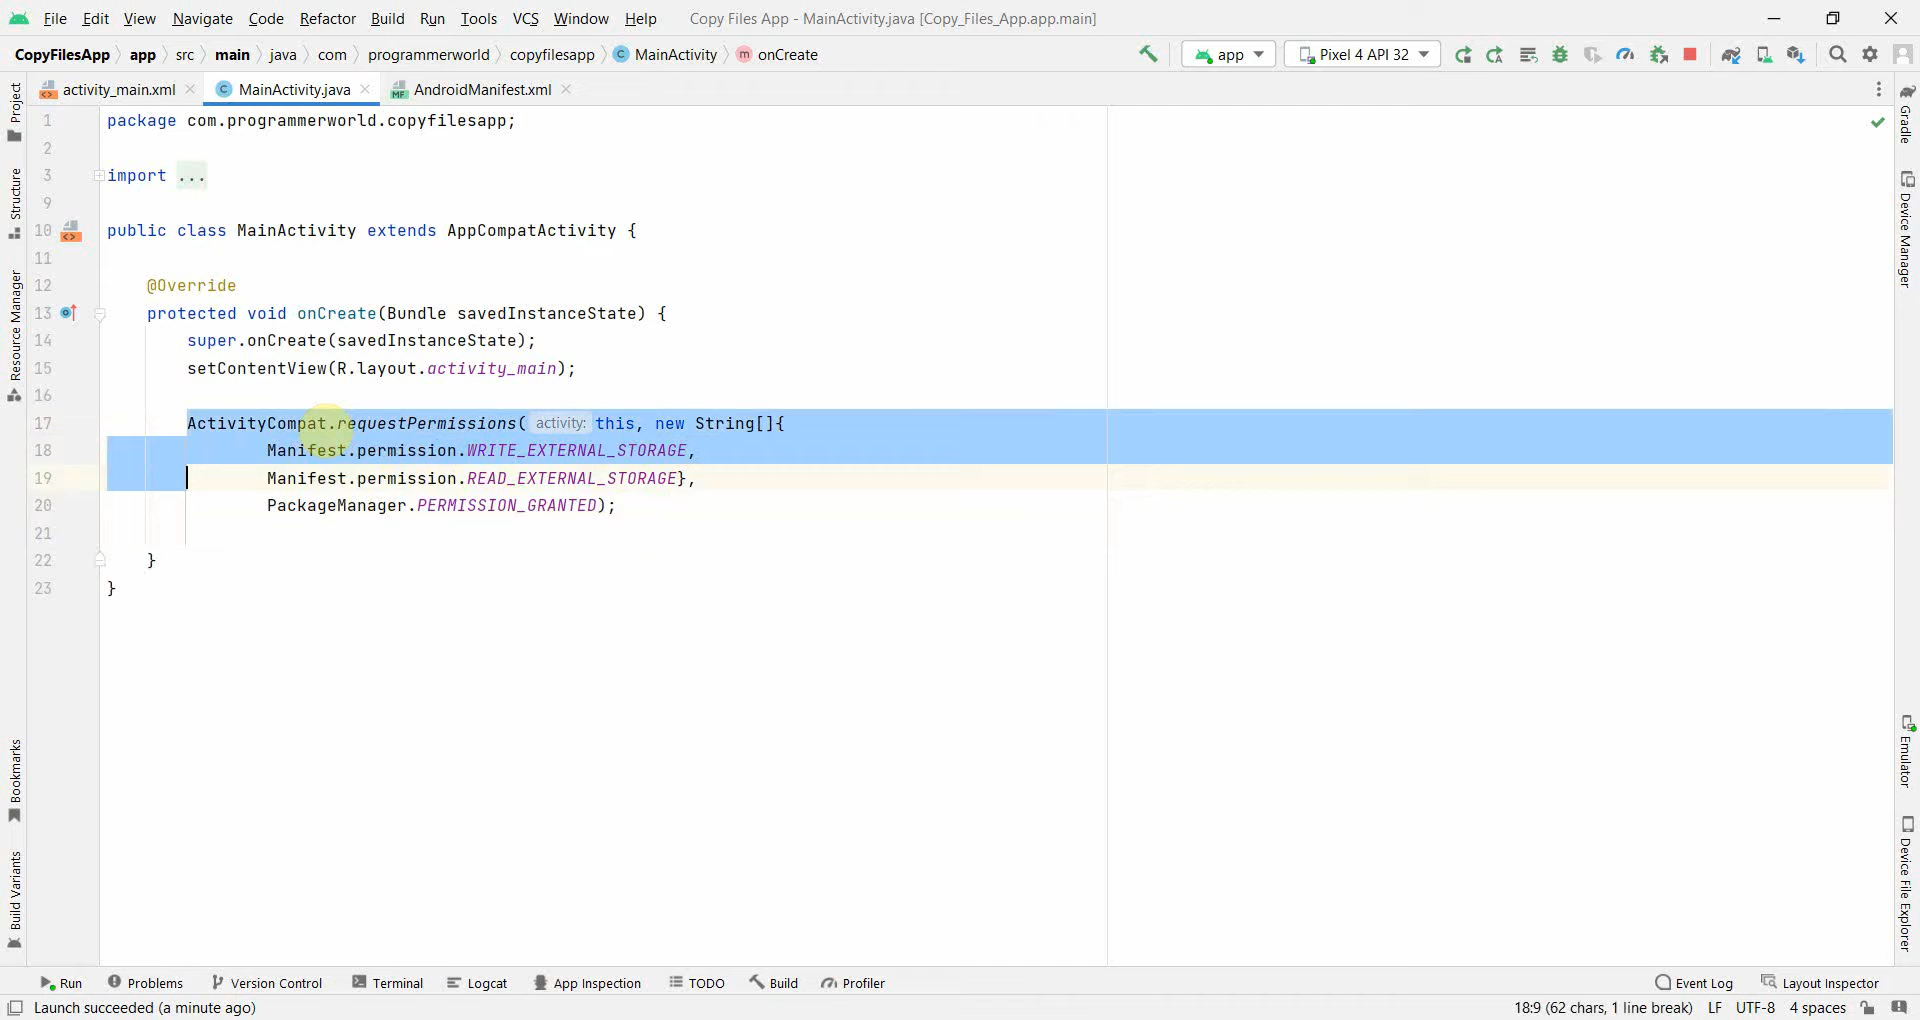 File Edit View Navigate Code Refactor Build Run Tools VCS Window Help Copy Files App - MainActivity.java [Copy_Files_App.app.main]
CopyFilesApp app src main java com programmerworld copyfilesapp C MainActivity m onCreate app Pixel 4 API 32
activity_main.xml C MainActivity.java MF AndroidManifest.xml
Project
Structure
Resource Manager
Bookmarks
Build Variants
1 package com.programmerworld.copyfilesapp;
2
3 import ...
9
10 public class MainActivity extends AppCompatActivity {
11
12 @Override
13 protected void onCreate(Bundle savedInstanceState) {
14 super.onCreate(savedInstanceState);
15 setContentView(R.layout.activity_main);
16
17 ActivityCompat.requestPermissions( activity: this, new String[]{
18 Manifest.permission.WRITE_EXTERNAL_STORAGE,
19 Manifest.permission.READ_EXTERNAL_STORAGE},
20 PackageManager.PERMISSION_GRANTED);
21
22 }
23 }
Gradle
Device Manager
Emulator
Device File Explorer
Run Problems Version Control Terminal Logcat App Inspection TODO Build Profiler Event Log Layout Inspector
Launch succeeded (a minute ago) 18:9 (62 chars, 1 line break) LF UTF-8 4 spaces